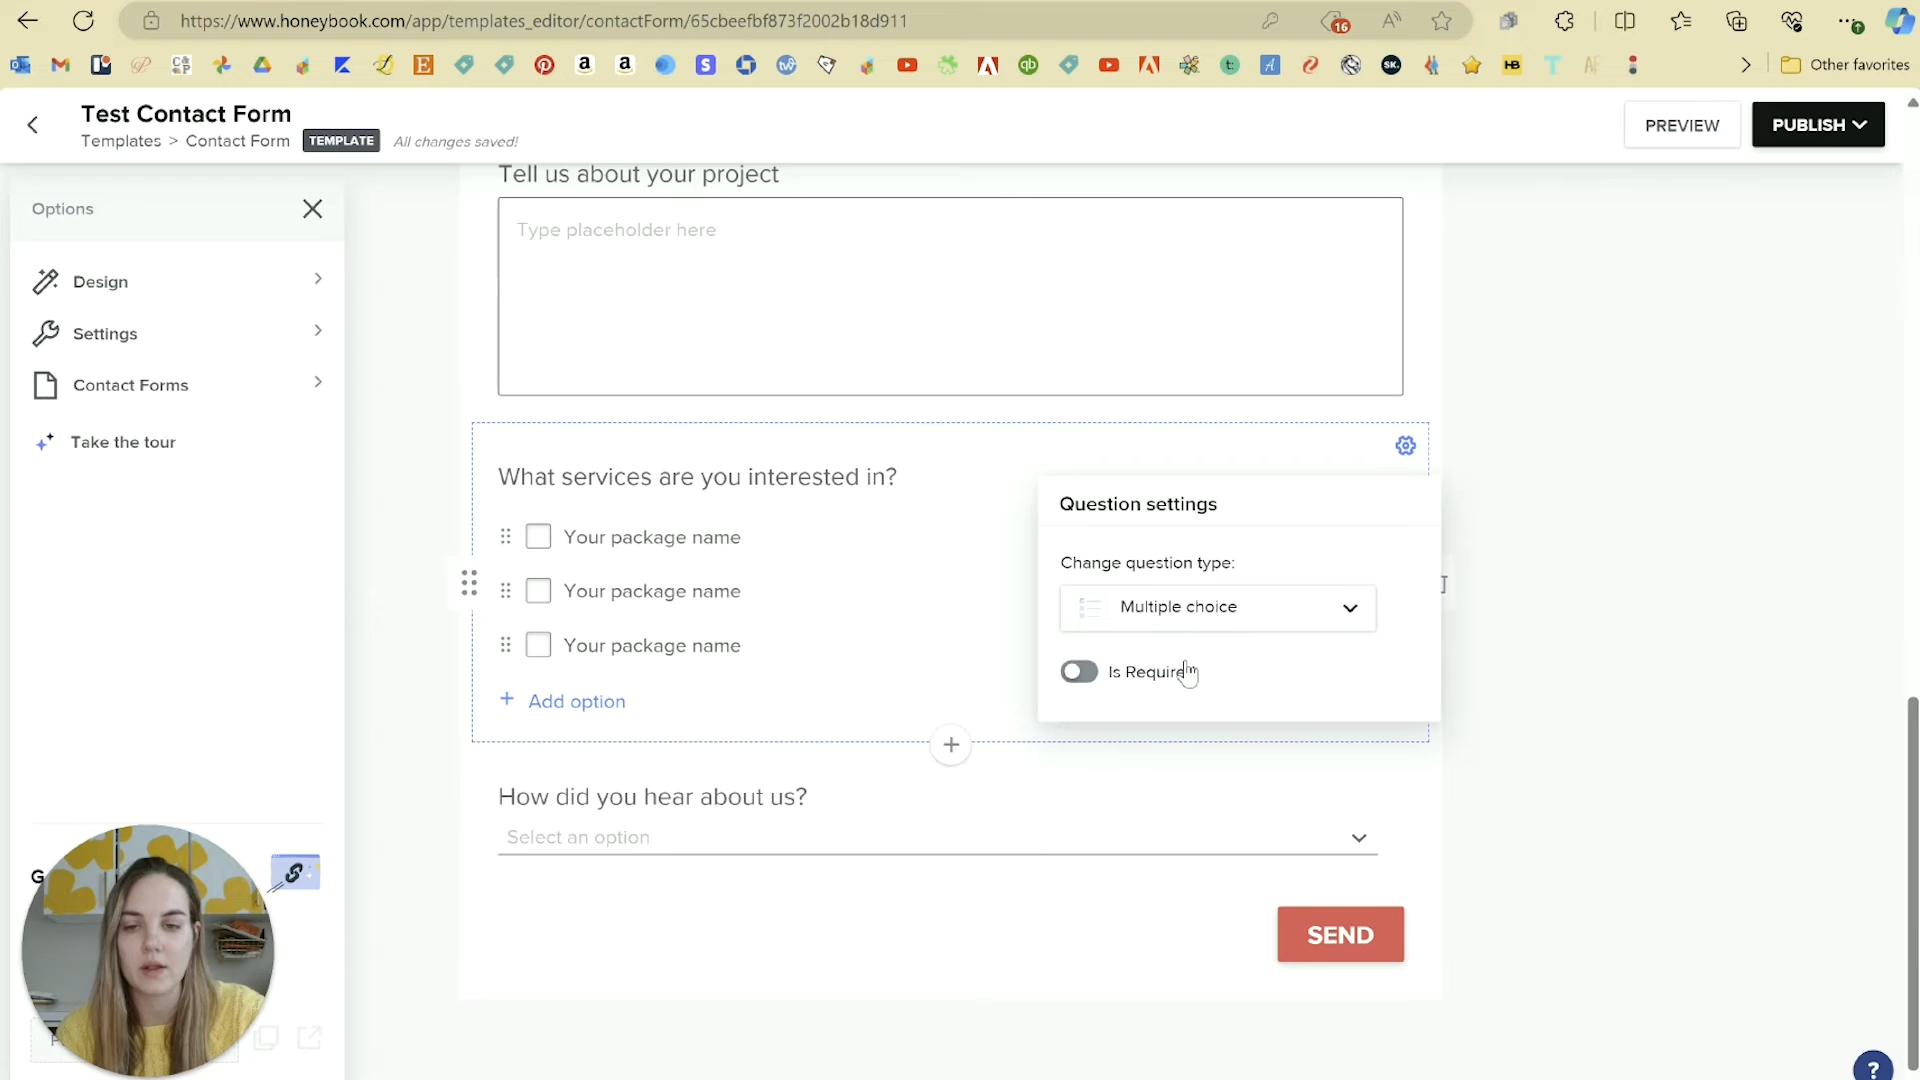 https://www.honeybook.com/app/templates_editor/contactForm/65cbeefbf873f2002b18d911
16
Other favorites
Test Contact Form
Templates > Contact Form
TEMPLATE
All changes saved!
PREVIEW
PUBLISH
Options
Design
Settings
Contact Forms
Take the tour
Tell us about your project
Type placeholder here
What services are you interested in?
Your package name
Your package name
Your package name
+ Add option
Question settings
Change question type:
Multiple choice
Is Require
+
How did you hear about us?
Select an option
SEND
G
?